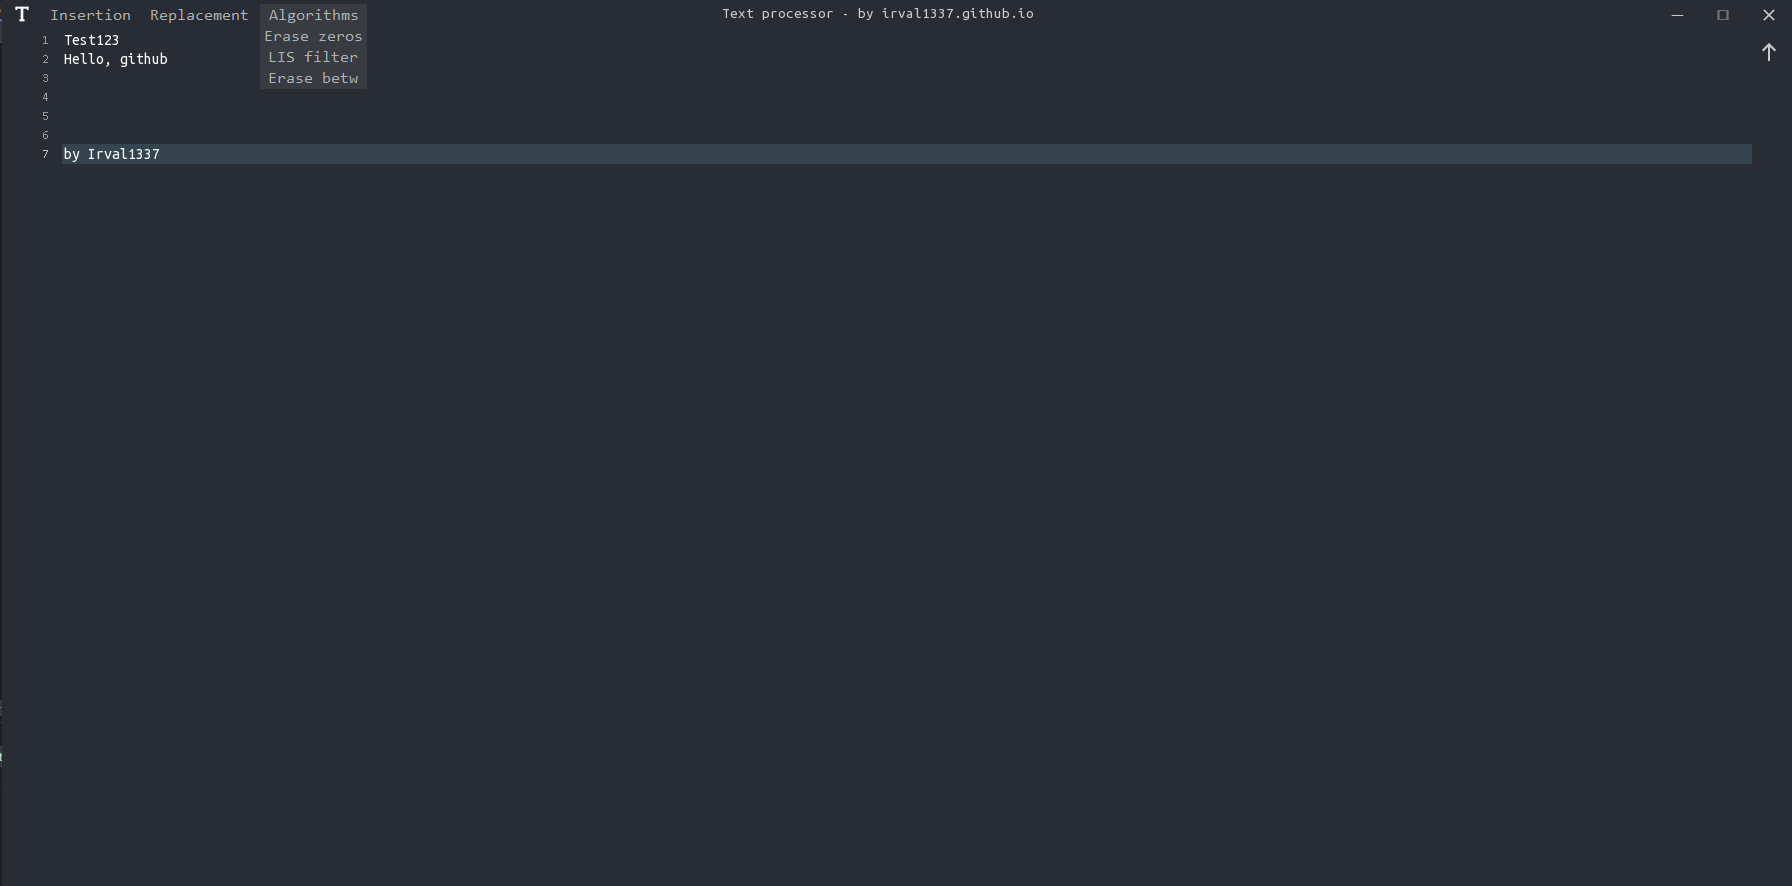 T Insertion Replacement Algorithms Text processor - by irval1337.github.io
Erase zeros
LIS filter
Erase betw
1 Test123
2 Hello, github
3
4
5
6
7 by Irval1337